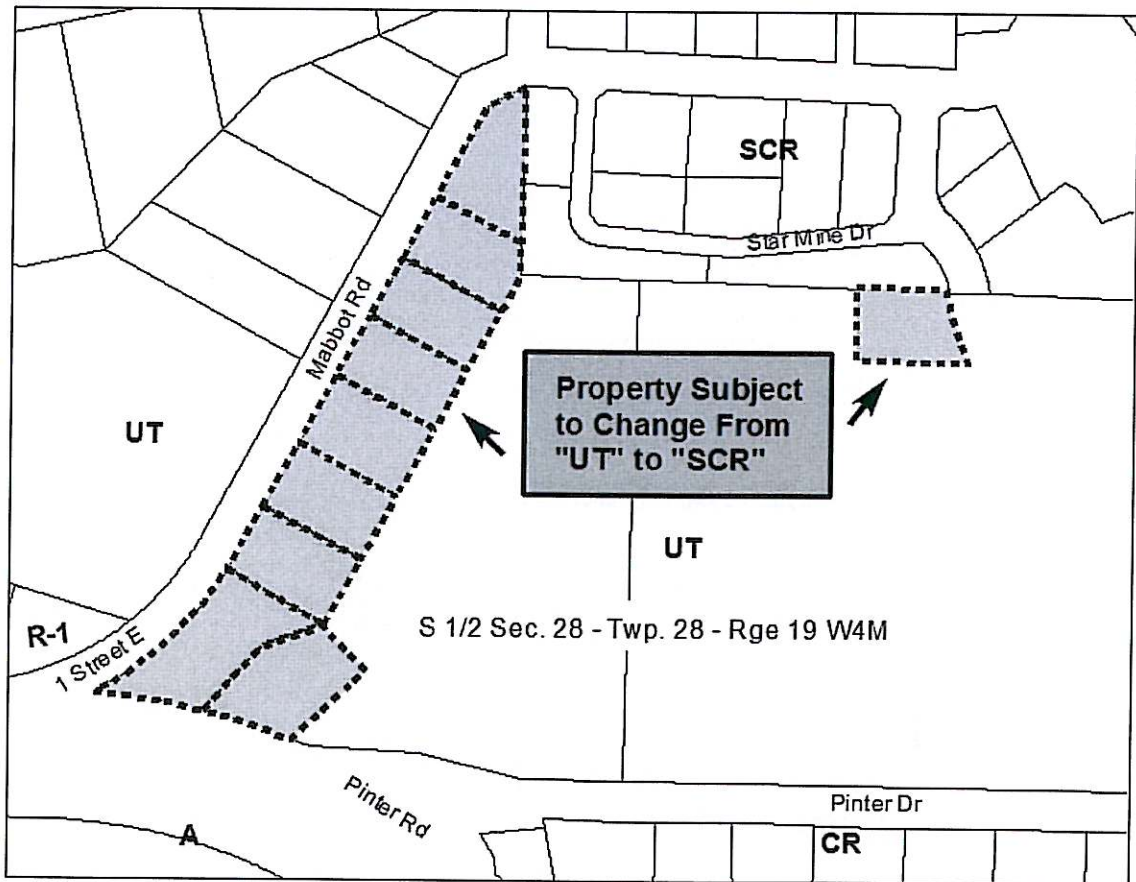 SCR
Star Mine Dr
Mabbot Rd
Property Subject
to Change From
"UT" to "SCR"
UT
UT
S 1/2 Sec. 28 - Twp. 28 - Rge 19 W4M
R-1
1 Street E
Pinter Rd
Pinter Dr
A
CR